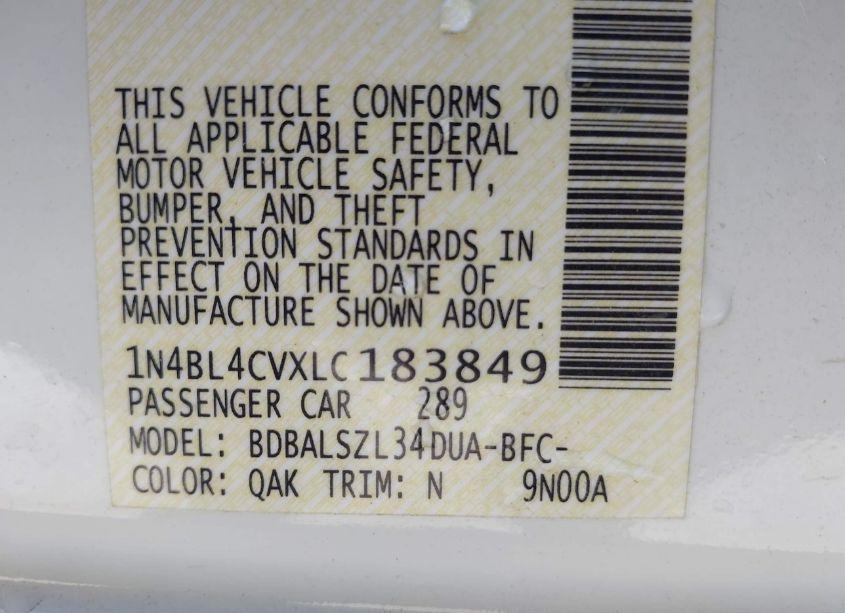 THIS VEHICLE CONFORMS TO
ALL APPLICABLE FEDERAL
MOTOR VEHICLE SAFETY,
BUMPER, AND THEFT
PREVENTION STANDARDS IN
EFFECT ON THE DATE OF
MANUFACTURE SHOWN ABOVE.
1N4BL4CVXLC183849
PASSENGER CAR 289
MODEL: BDBALSZL34DUA-BFC-
COLOR: QAK TRIM: N 9N00A